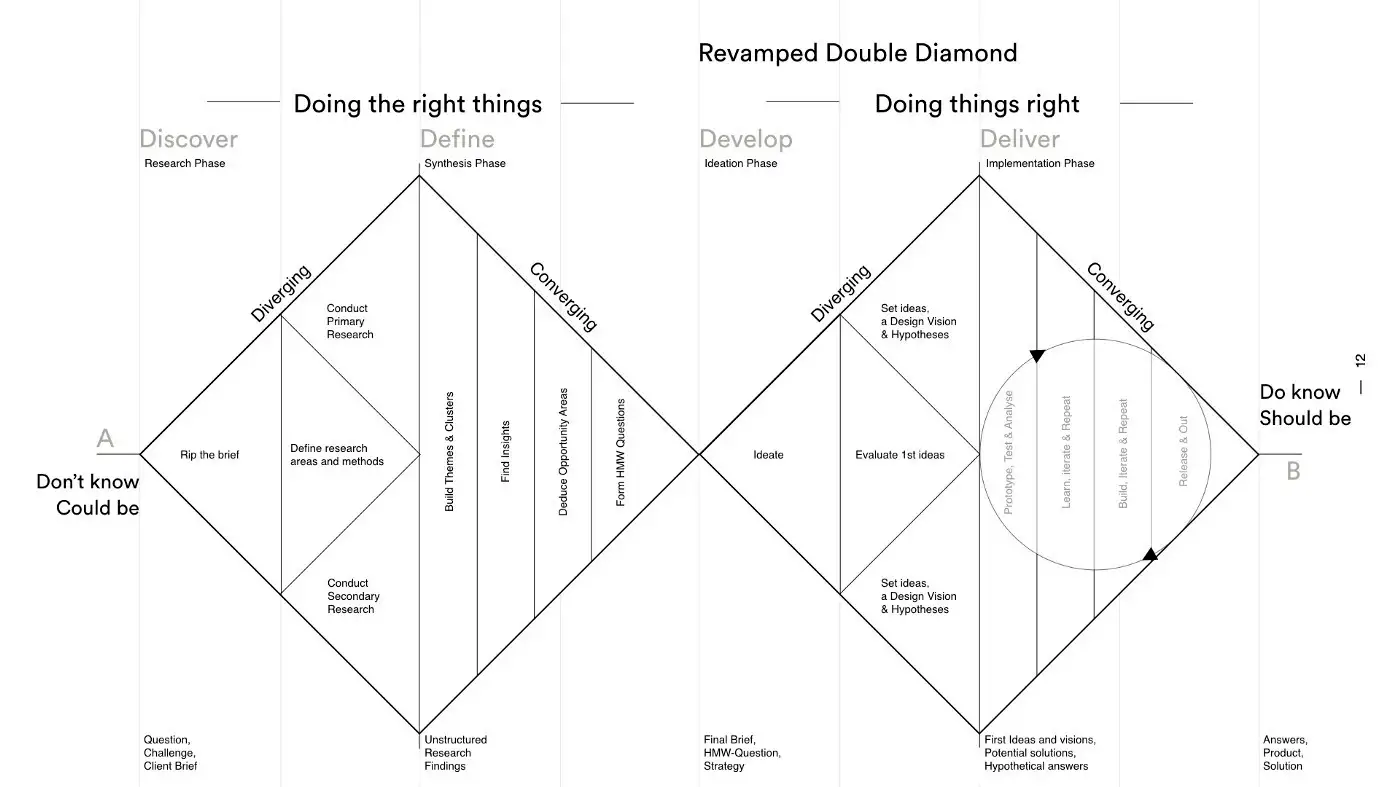 Revamped Double Diamond
Doing the right things
Doing things right
Discover
Define
Develop
Deliver
Research Phase
Synthesis Phase
Ideation Phase
Implementation Phase
Diverging
Converging
Diverging
Converging
Conduct
Primary
Research
Set ideas,
a Design Vision
& Hypotheses
12
A
Don't know
Could be
Rip the brief
Define research
areas and methods
Build Themes & Clusters
Find Insights
Deduce Opportunity Areas
Form HMW Questions
Ideate
Evaluate 1st ideas
Prototype, Test & Analyse
Learn, iterate & Repeat
Build, Iterate & Repeat
Release & Out
Do know
Should be
B
Conduct
Secondary
Research
Set ideas,
a Design Vision
& Hypotheses
Question,
Challenge,
Client Brief
Unstructured
Research
Findings
Final Brief,
HMW-Question,
Strategy
First Ideas and visions,
Potential solutions,
Hypothetical answers
Answers,
Product,
Solution